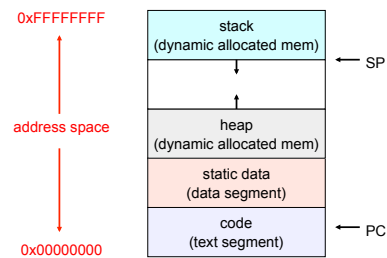 0xFFFFFFFF
stack
(dynamic allocated mem)
SP
address space
heap
(dynamic allocated mem)
static data
(data segment)
code
(text segment)
PC
0x00000000